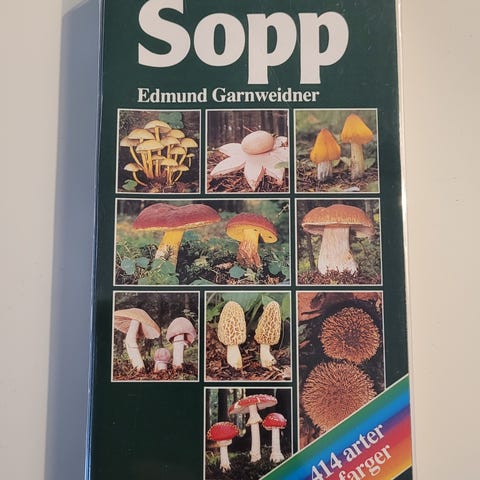 Sopp
Edmund Garnweidner
414 arter
farger